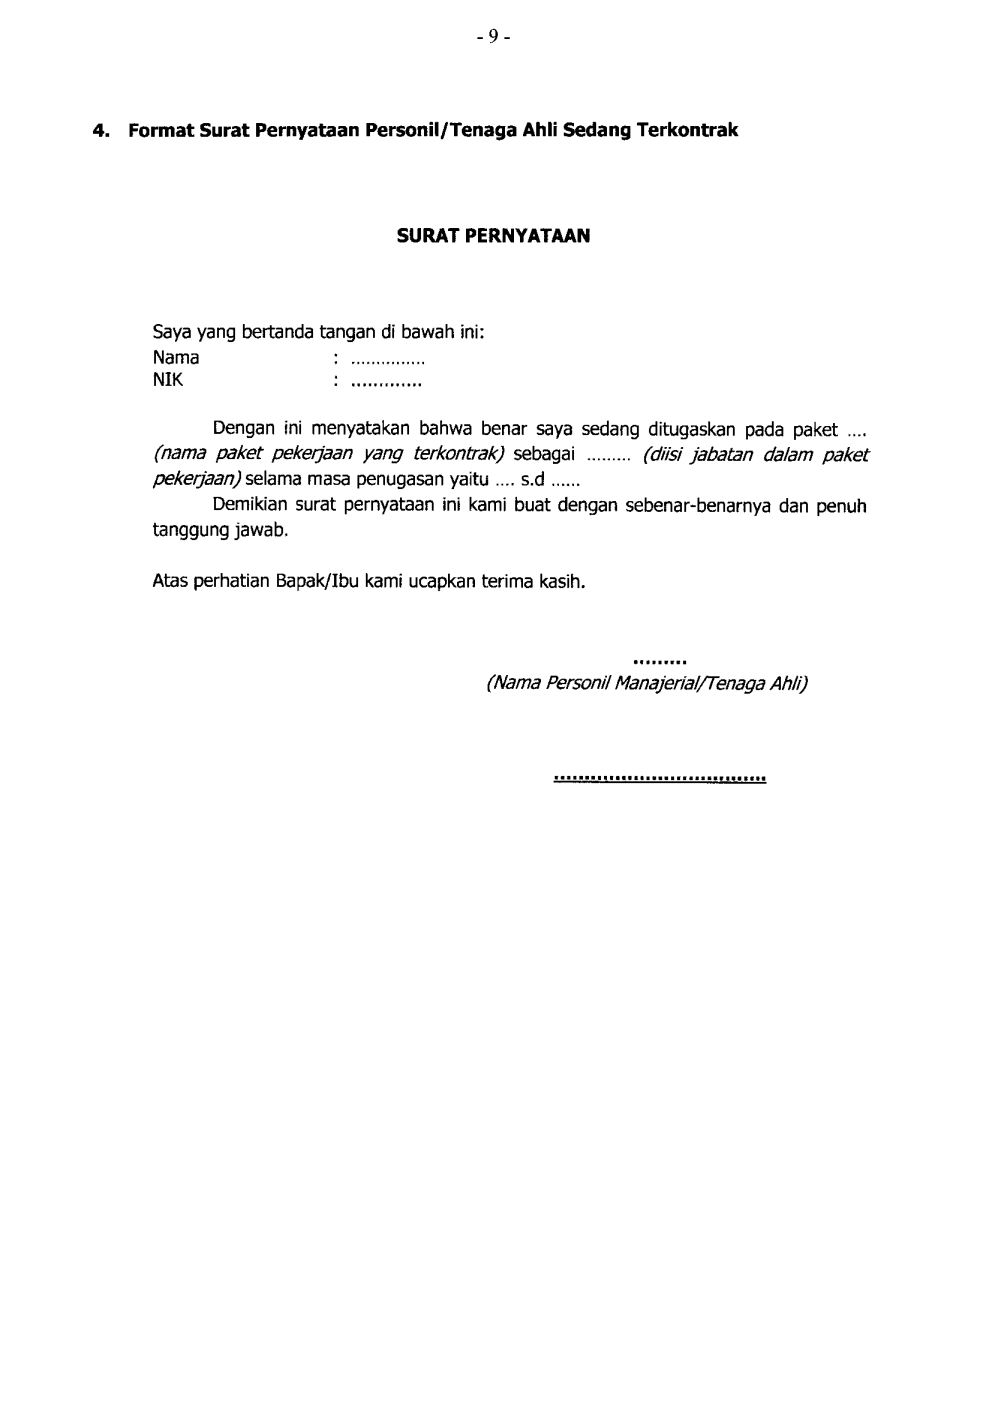 - 9 -
4. Format Surat Pernyataan Personil/Tenaga Ahli Sedang Terkontrak
SURAT PERNYATAAN
Saya yang bertanda tangan di bawah ini:
Nama : ...............
NIK : .............
Dengan ini menyatakan bahwa benar saya sedang ditugaskan pada paket ....
(nama paket pekerjaan yang terkontrak) sebagai ......... (diisi jabatan dalam paket
pekerjaan) selama masa penugasan yaitu .... s.d ......
Demikian surat pernyataan ini kami buat dengan sebenar-benarnya dan penuh
tanggung jawab.
Atas perhatian Bapak/Ibu kami ucapkan terima kasih.
.........
(Nama Personil Manajerial/Tenaga Ahli)
...................................